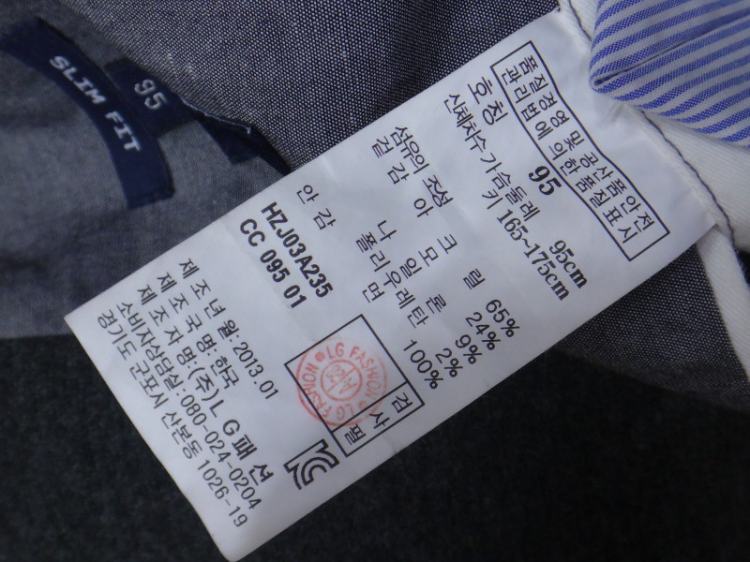 SLIM FIT
95
품질경영 및 공산품안전
관리법에 의한 품질표시
호칭 95
신체치수 가슴둘레 95cm
키 165~175cm
섬유의 조성
겉감 아크릴 65%
모 24%
나일론 9%
폴리우레탄 2%
안감 면 100%
HZJ03A235
CC 095 01
제조년월: 2013.01
제조국명: 한국
제조자명: (주)LG패션
소비자상담실: 080-024-0204
경기도 군포시 산본동 1026-19
검사필
LG FASHION
LG FASHION